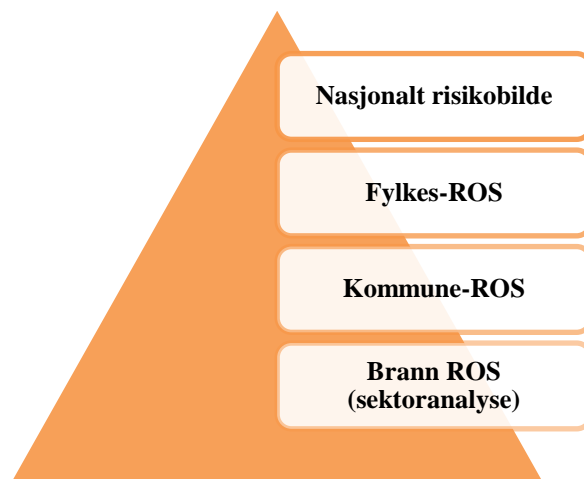 Nasjonalt risikobilde
Fylkes-ROS
Kommune-ROS
Brann ROS
(sektoranalyse)